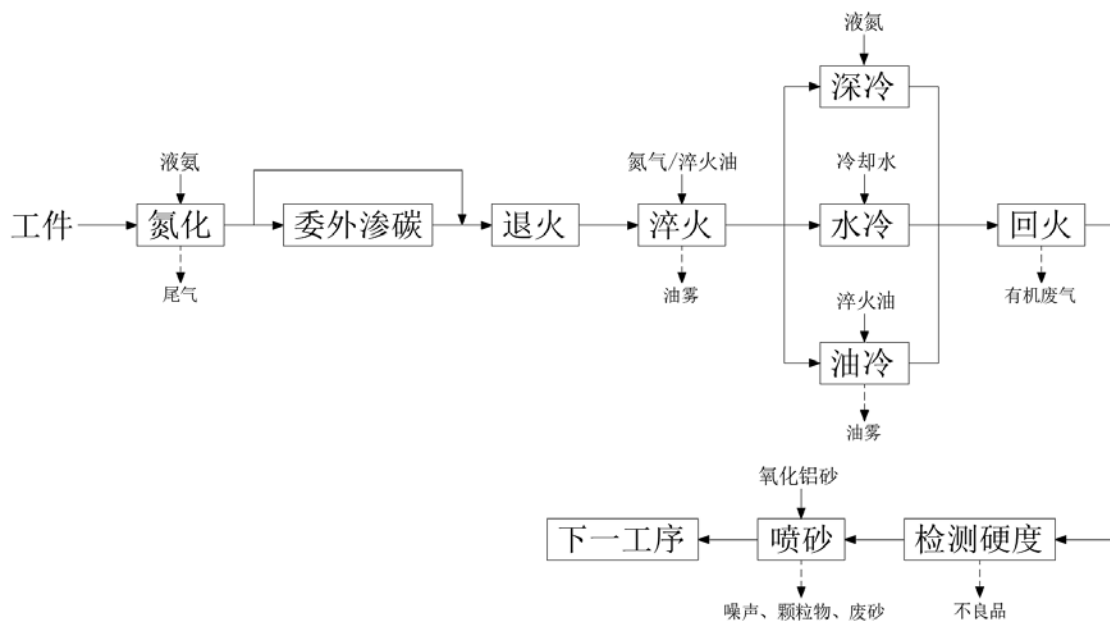 液氮
深冷
液氨
氮气/淬火油
冷却水
工件
氮化
委外渗碳
退火
淬火
水冷
回火
尾气
油雾
淬火油
有机废气
油冷
油雾
氧化铝砂
下一工序
喷砂
检测硬度
噪声、颗粒物、废砂
不良品